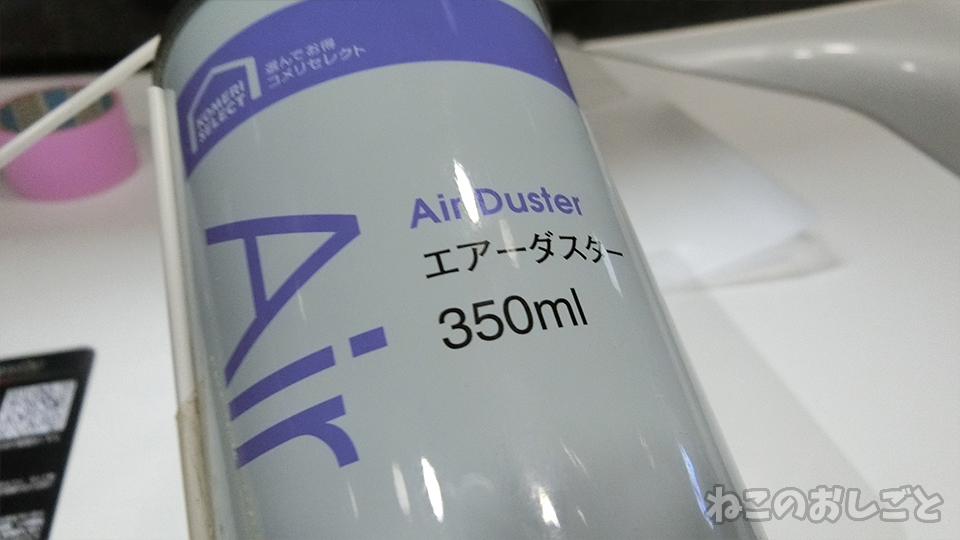 KOMERI
SELECT
選んでお得
コメリセレクト
Air
Air Duster
エアーダスター
350ml
ねこのおしごと